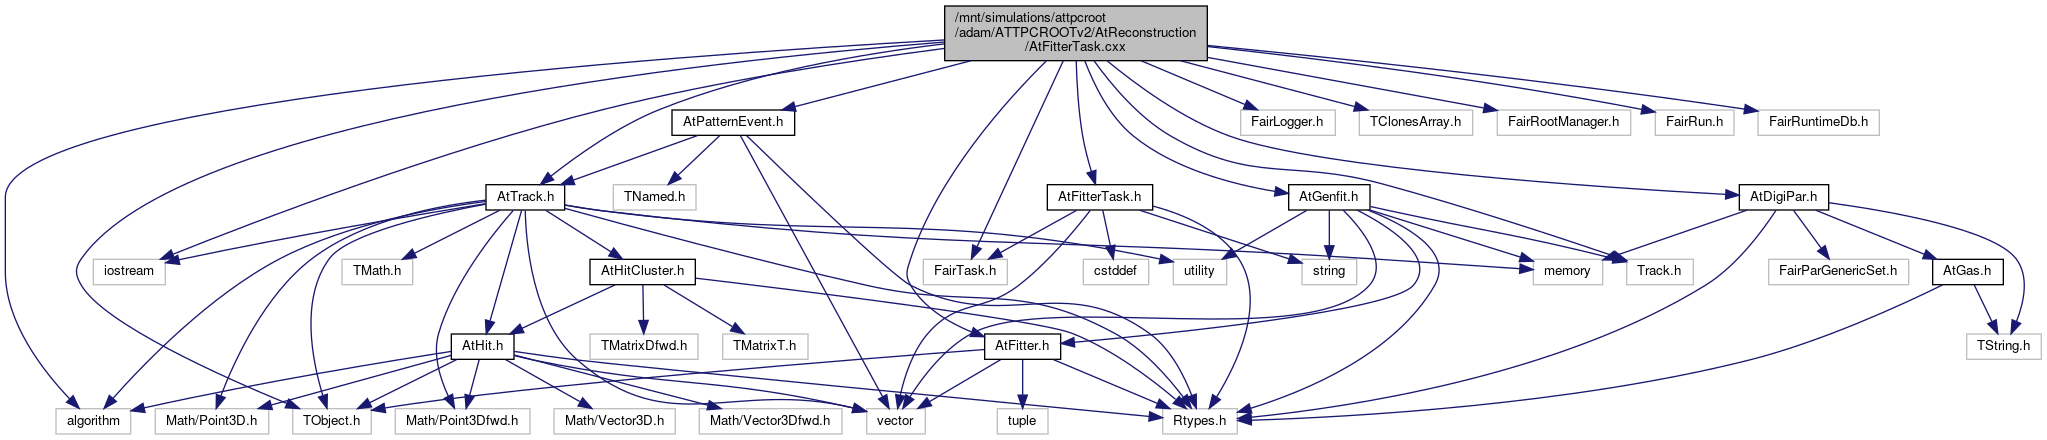 /mnt/simulations/attpcroot
/adam/ATTPCROOTv2/AtReconstruction
/AtFitterTask.cxx
AtPatternEvent.h
FairLogger.h
TClonesArray.h
FairRootManager.h
FairRun.h
FairRuntimeDb.h
AtTrack.h
TNamed.h
AtFitterTask.h
AtGenfit.h
AtDigiPar.h
iostream
TMath.h
AtHitCluster.h
FairTask.h
cstddef
utility
string
memory
Track.h
FairParGenericSet.h
AtGas.h
AtHit.h
TMatrixDfwd.h
TMatrixT.h
AtFitter.h
TString.h
algorithm
Math/Point3D.h
TObject.h
Math/Point3Dfwd.h
Math/Vector3D.h
Math/Vector3Dfwd.h
vector
tuple
Rtypes.h